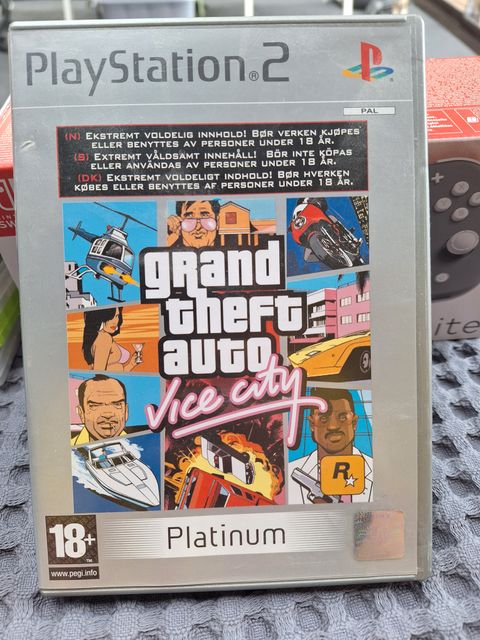 PlayStation®2
PAL
(N) EKSTREMT VOLDELIG INNHOLD! BØR VERKEN KJØPES
ELLER BENYTTES AV PERSONER UNDER 18 ÅR.
(S) EXTREMT VÅLDSAMT INNEHÅLL! BÖR INTE KÖPAS
ELLER ANVÄNDAS AV PERSONER UNDER 18 ÅR.
(DK) EKSTREMT VOLDELIGT INDHOLD! BØR HVERKEN
KØBES ELLER BENYTTES AF PERSONER UNDER 18 ÅR.
grand
theft
auto
Vice City
R
18+
www.pegi.info
Platinum
ite